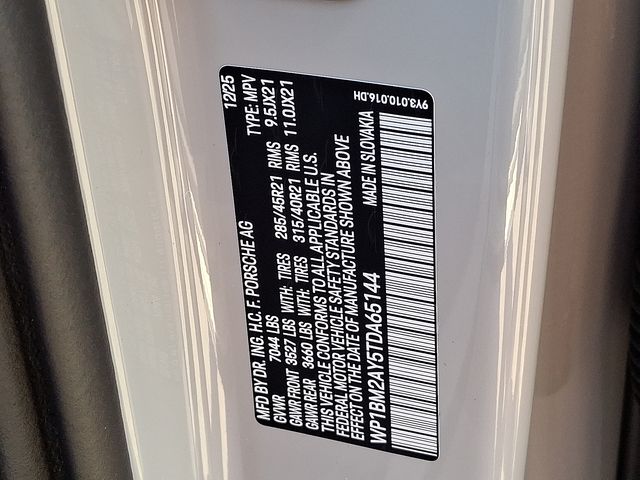 MFD BY DR. ING. H.C. F. PORSCHE AG 12/25
GVWR 7044 LBS TYPE: MPV
GAWR FRONT 3527 LBS WITH: TIRES 285/45R21 RIMS 9.5JX21
GAWR REAR 3660 LBS WITH: TIRES 315/40R21 RIMS 11.0JX21
THIS VEHICLE CONFORMS TO ALL APPLICABLE U.S.
FEDERAL MOTOR VEHICLE SAFETY STANDARDS IN
EFFECT ON THE DATE OF MANUFACTURE SHOWN ABOVE
WP1BM2AY5TDA65144 MADE IN SLOVAKIA
9Y3.010.016.DH